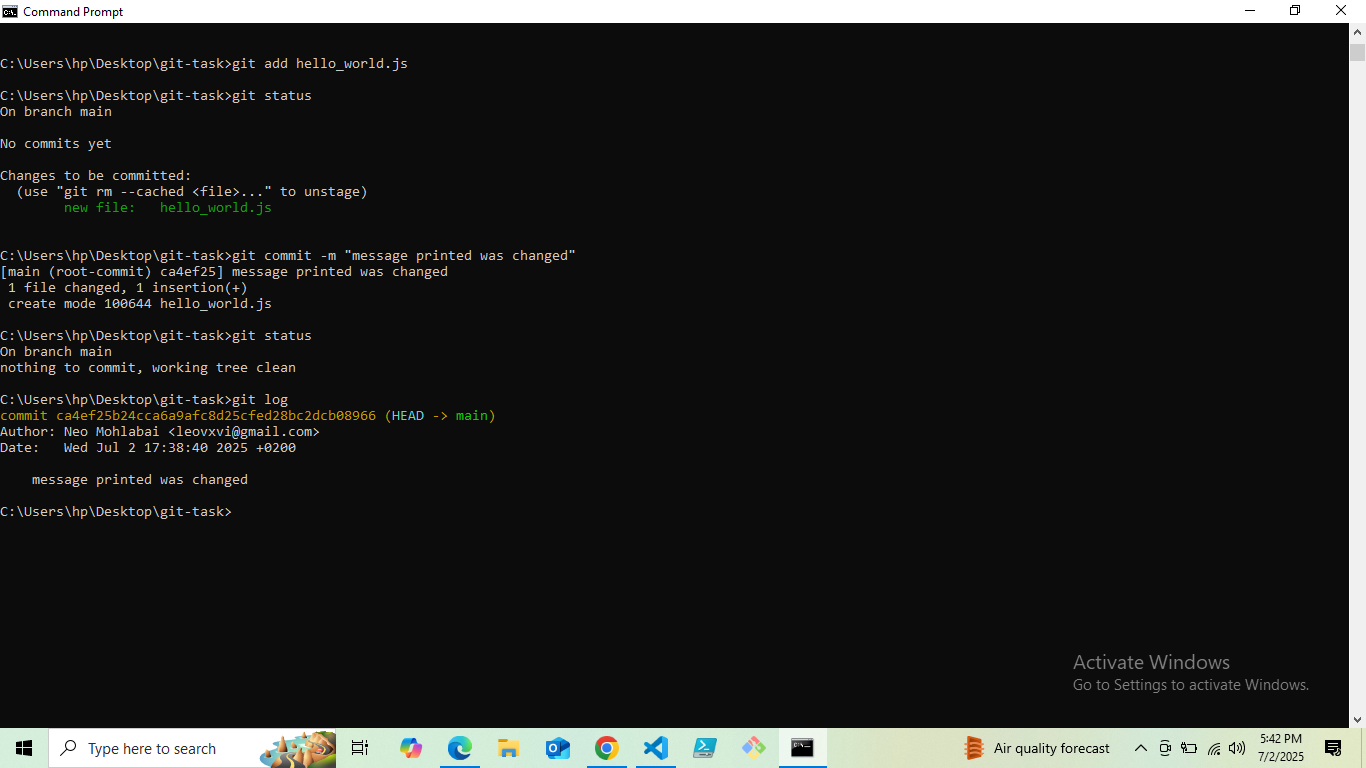 Command Prompt
C:\Users\hp\Desktop\git-task>git add hello_world.js
C:\Users\hp\Desktop\git-task>git status
On branch main
No commits yet
Changes to be committed:
  (use "git rm --cached <file>..." to unstage)
        new file:   hello_world.js
C:\Users\hp\Desktop\git-task>git commit -m "message printed was changed"
[main (root-commit) ca4ef25] message printed was changed
 1 file changed, 1 insertion(+)
 create mode 100644 hello_world.js
C:\Users\hp\Desktop\git-task>git status
On branch main
nothing to commit, working tree clean
C:\Users\hp\Desktop\git-task>git log
commit ca4ef25b24cca6a9afc8d25cfed28bc2dcb08966 (HEAD -> main)
Author: Neo Mohlabai <leovxvi@gmail.com>
Date:   Wed Jul 2 17:38:40 2025 +0200
    message printed was changed
C:\Users\hp\Desktop\git-task>
Activate Windows
Go to Settings to activate Windows.
Type here to search
Air quality forecast
5:42 PM
7/2/2025